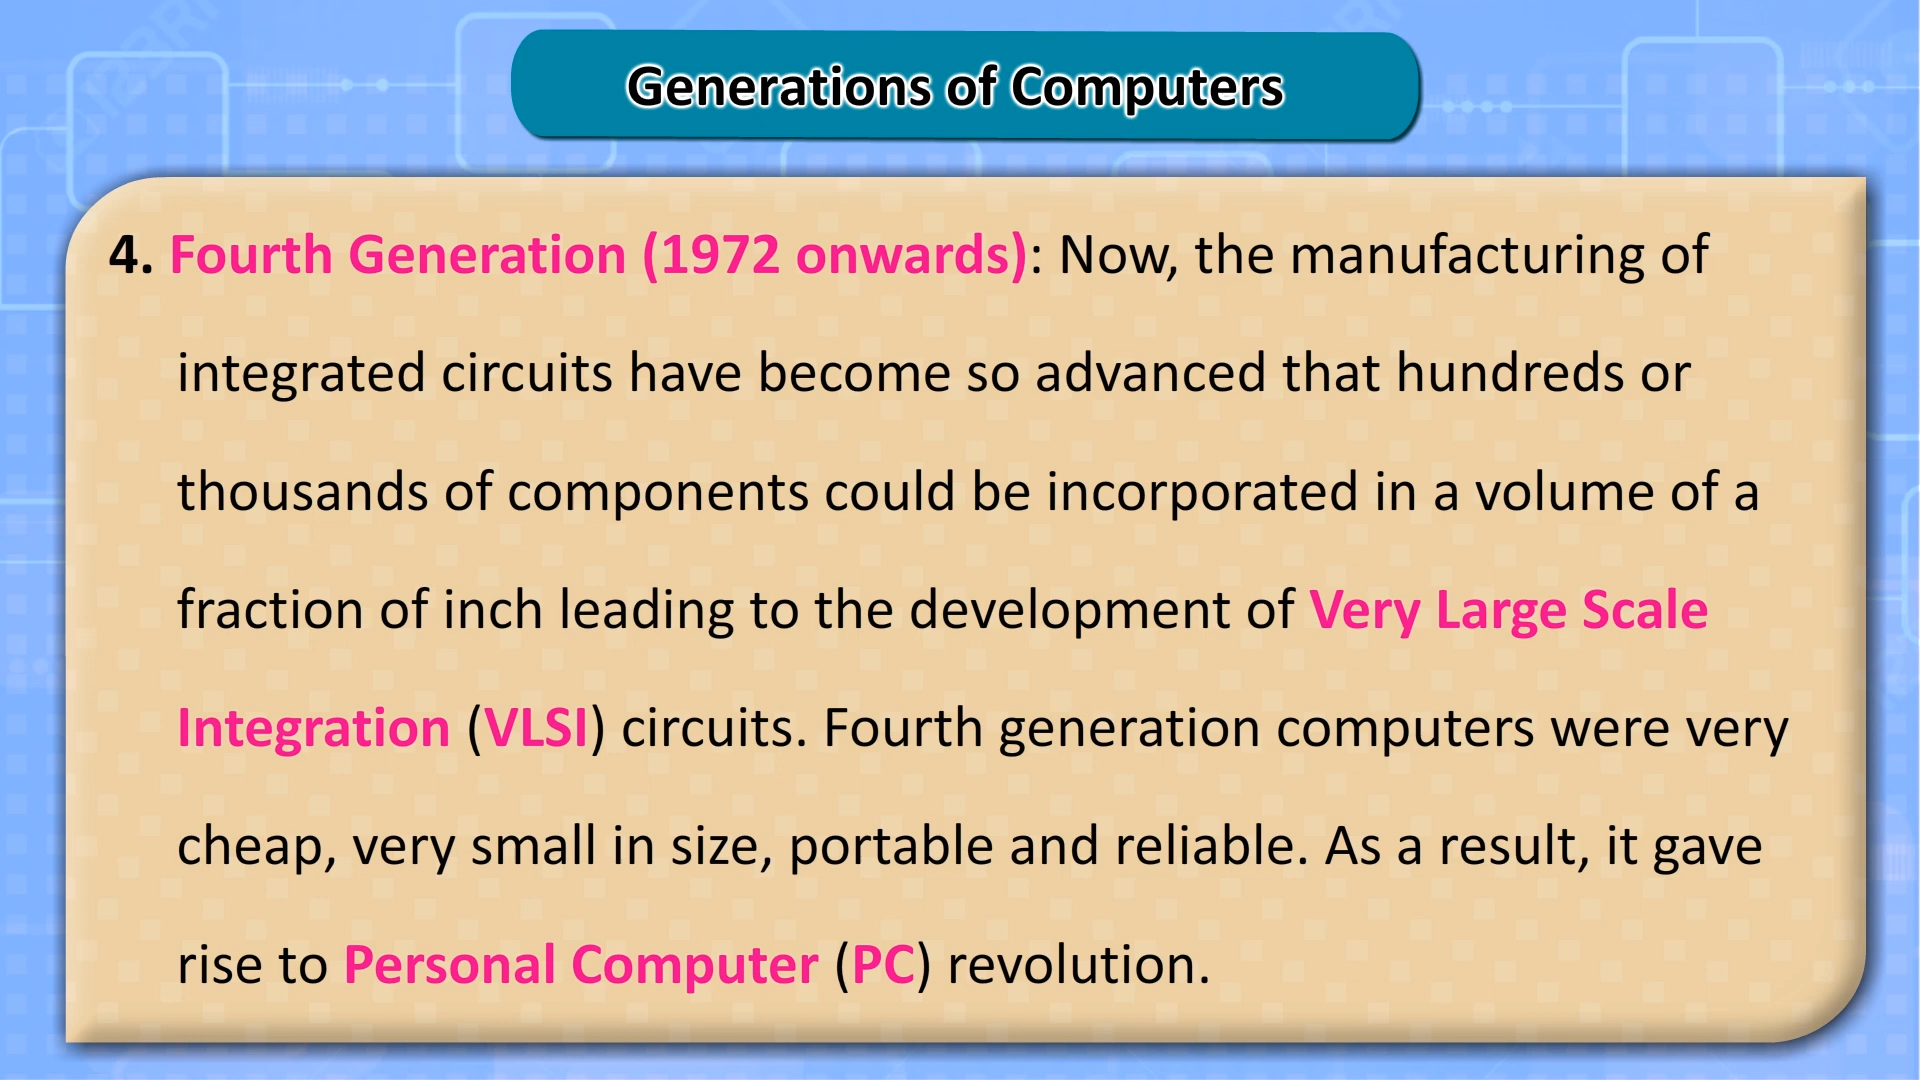 Generations of Computers
4. Fourth Generation (1972 onwards): Now, the manufacturing of
integrated circuits have become so advanced that hundreds or
thousands of components could be incorporated in a volume of a
fraction of inch leading to the development of Very Large Scale
Integration (VLSI) circuits. Fourth generation computers were very
cheap, very small in size, portable and reliable. As a result, it gave
rise to Personal Computer (PC) revolution.